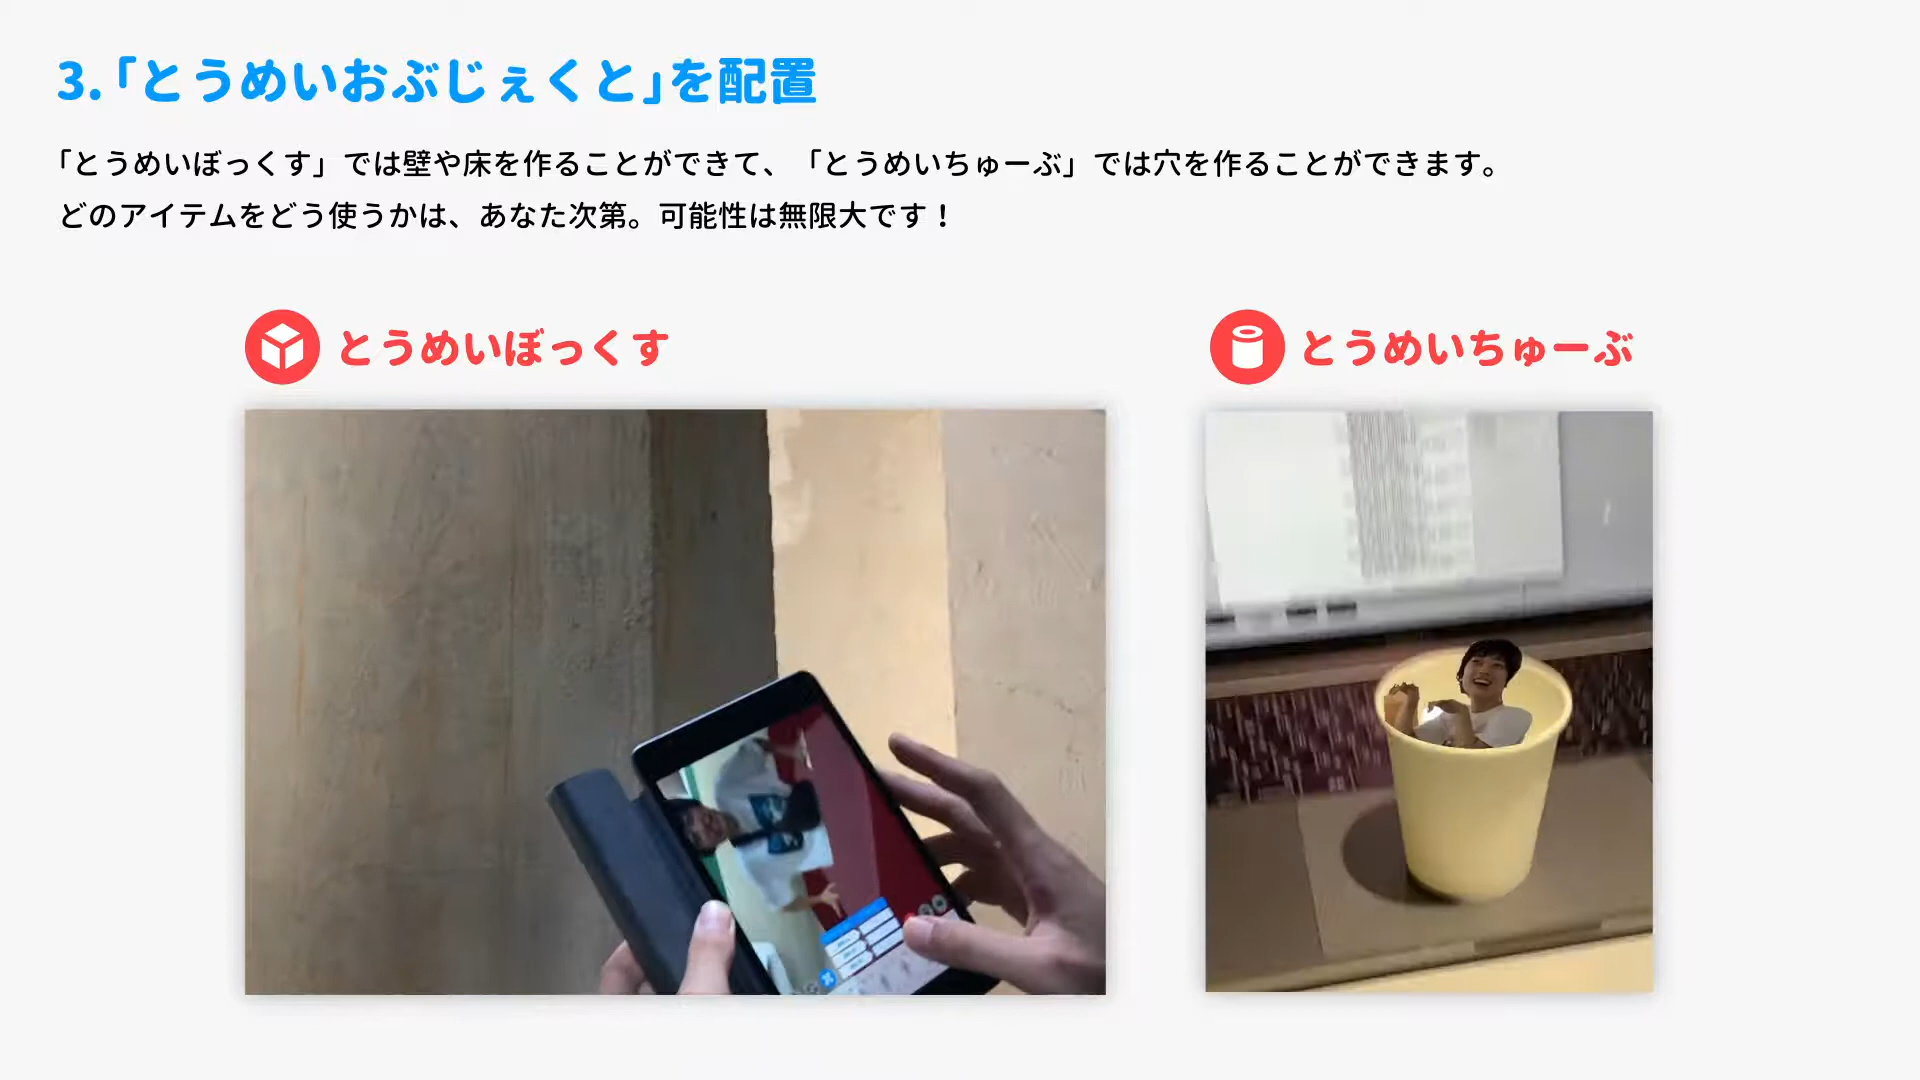 3.「とうめいおぶじぇくと」を配置
「とうめいぼっくす」では壁や床を作ることができて、「とうめいちゅーぶ」では穴を作ることができます。
どのアイテムをどう使うかは、あなた次第。可能性は無限大です！
とうめいぼっくす
とうめいちゅーぶ